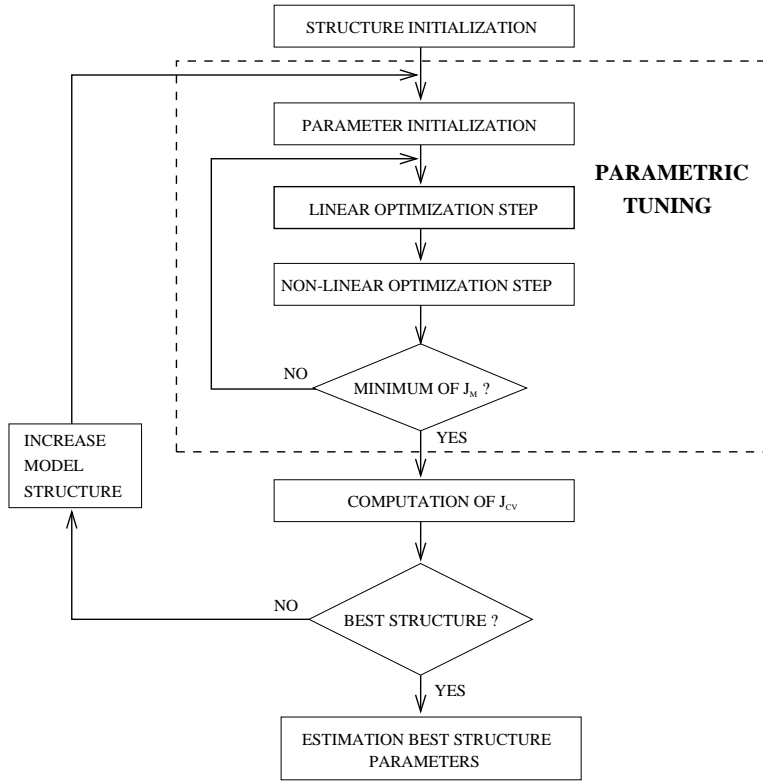 STRUCTURE INITIALIZATION
PARAMETER INITIALIZATION
PARAMETRIC
TUNING
LINEAR OPTIMIZATION STEP
NON-LINEAR OPTIMIZATION STEP
NO
MINIMUM OF J_M ?
YES
INCREASE
MODEL
STRUCTURE
COMPUTATION OF J_CV
NO
BEST STRUCTURE ?
YES
ESTIMATION BEST STRUCTURE
PARAMETERS